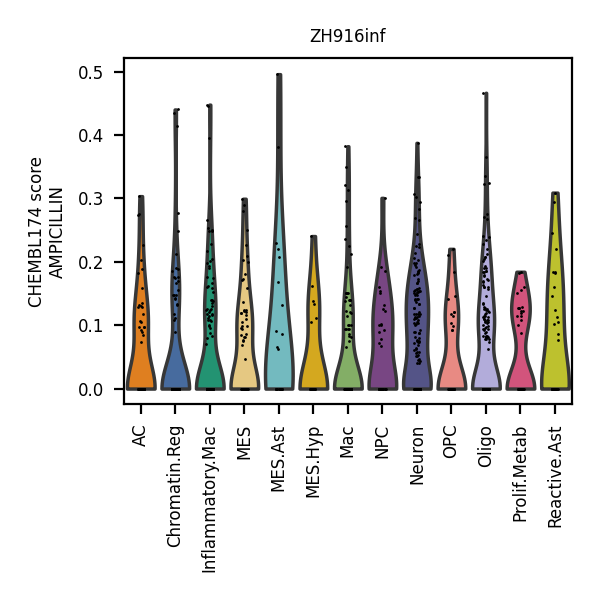 ZH916inf
CHEMBL174 score
AMPICILLIN
0.5
0.4
0.3
0.2
0.1
0.0
AC
Chromatin.Reg
Inflammatory.Mac
MES
MES.Ast
MES.Hyp
Mac
NPC
Neuron
OPC
Oligo
Prolif.Metab
Reactive.Ast